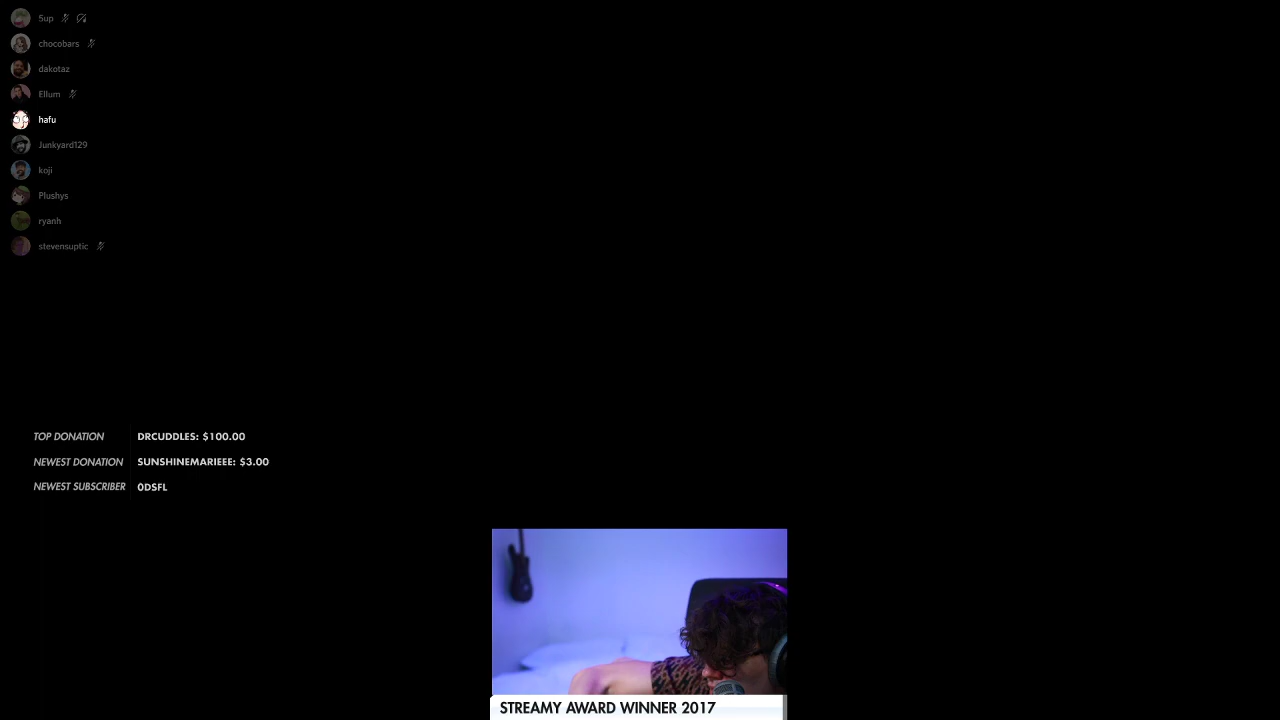 5up
chocobars
dakotaz
Ellum
hafu
Junkyard129
koji
Plushys
ryanh
stevensuptic
TOP DONATION DRCUDDLES: $100.00
NEWEST DONATION SUNSHINEMARIEEE: $3.00
NEWEST SUBSCRIBER 0DSFL
STREAMY AWARD WINNER 2017